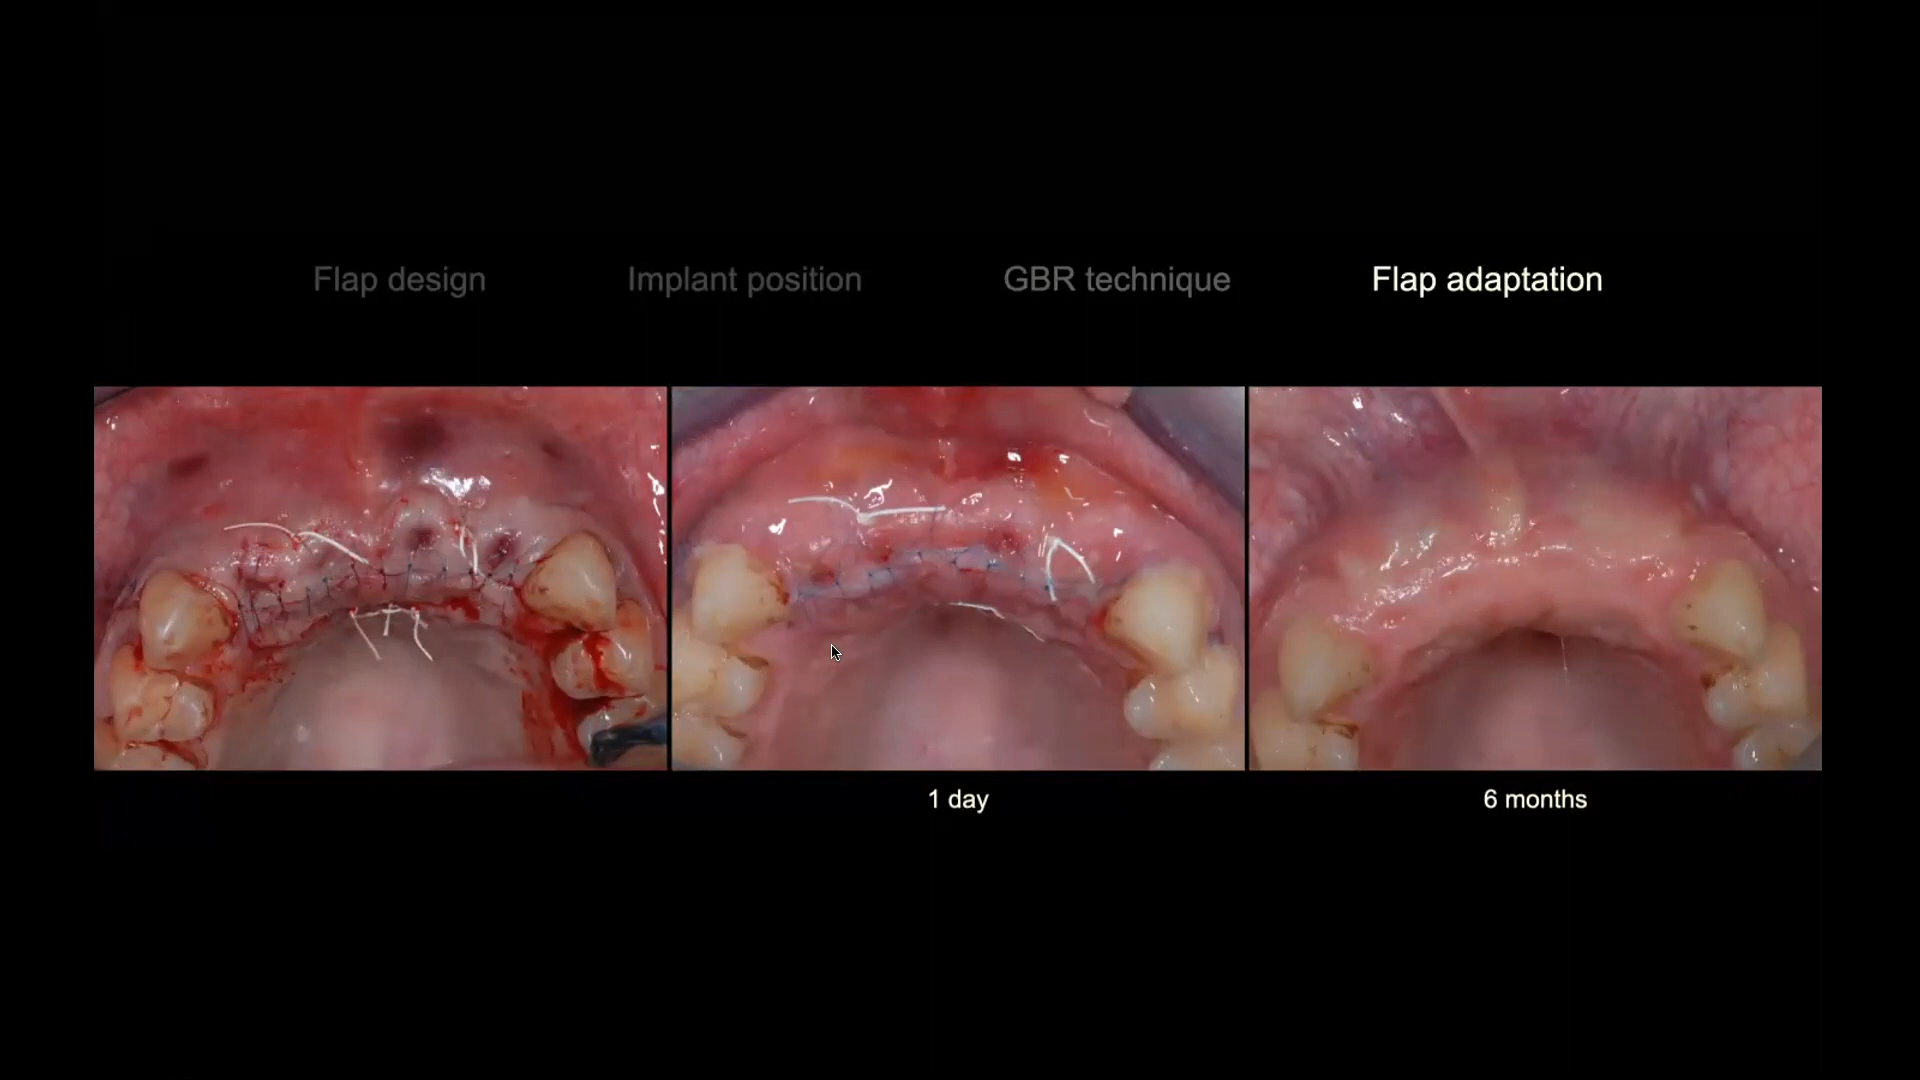 Flap design Implant position GBR technique Flap adaptation
1 day
6 months